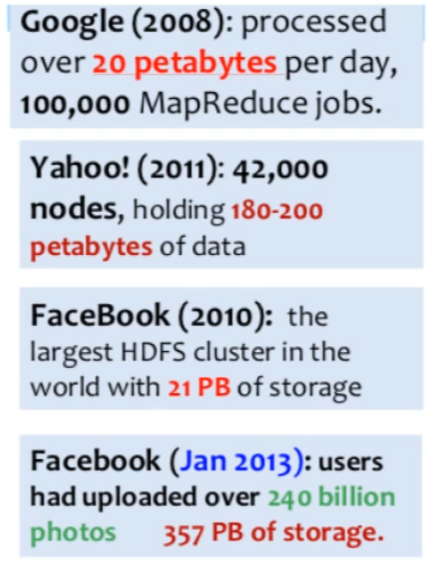 Google (2008): processed
over 20 petabytes per day,
100,000 MapReduce jobs.
Yahoo! (2011): 42,000
nodes, holding 180-200
petabytes of data
FaceBook (2010): the
largest HDFS cluster in the
world with 21 PB of storage
Facebook (Jan 2013): users
had uploaded over 240 billion
photos 357 PB of storage.